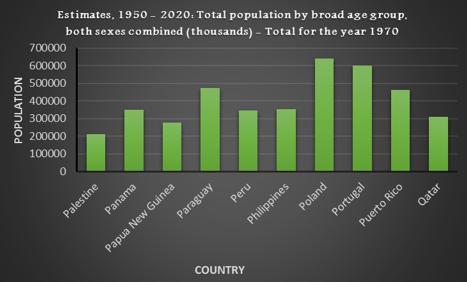 Estimates, 1950 - 2020: Total population by broad age group,
both sexes combined (thousands) - Total for the year 1970
POPULATION
700000
600000
500000
400000
300000
200000
100000
0
Palestine
Panama
Papua New Guinea
Paraguay
Peru
Philippines
Poland
Portugal
Puerto Rico
Qatar
COUNTRY